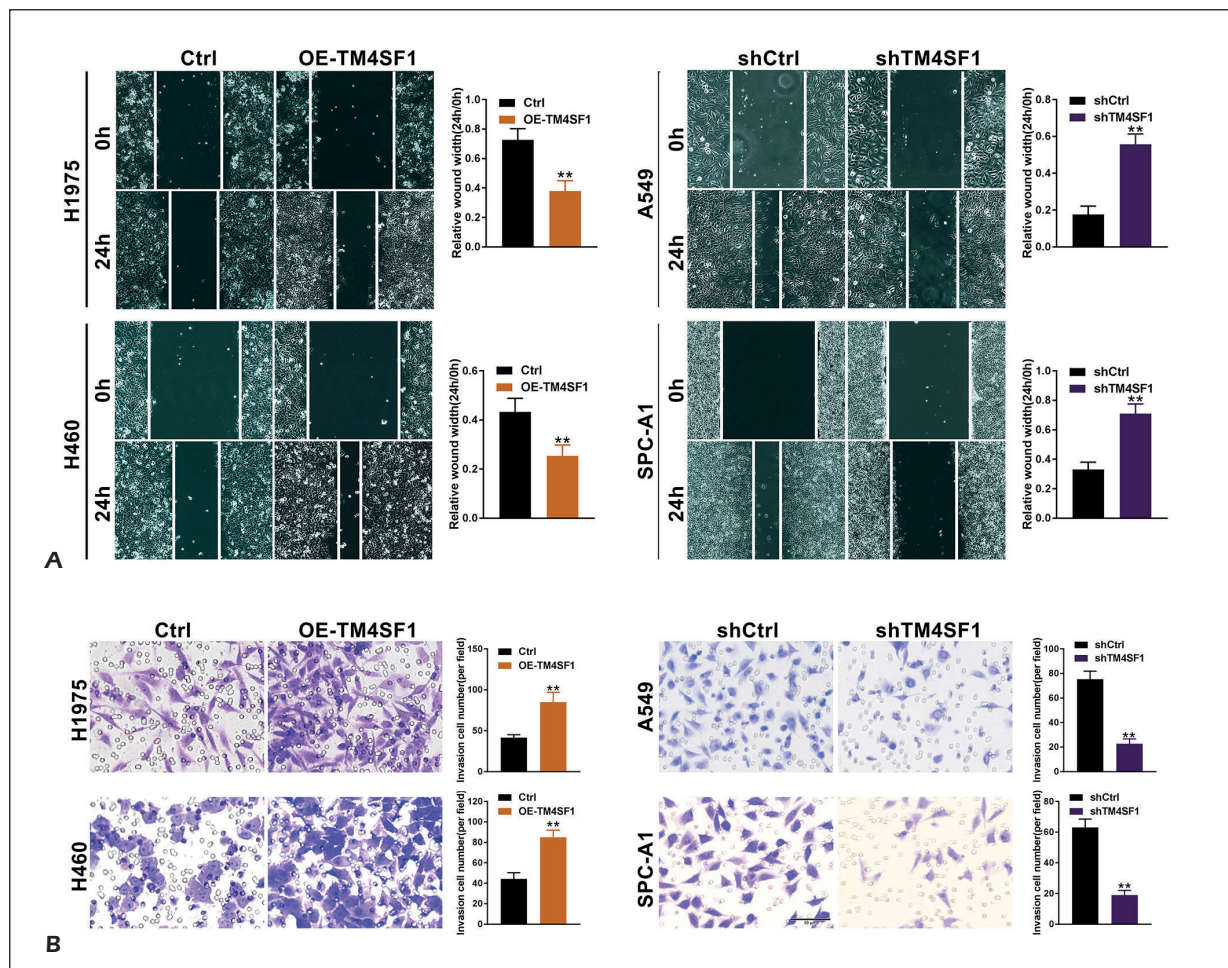 Ctrl OE-TM4SF1
H1975
0h
24h
Relative wound width(24h/0h)
1.0
0.8
0.6
0.4
0.2
0.0
Ctrl
OE-TM4SF1
**
H460
0h
24h
Relative wound width(24h/0h)
0.6
0.4
0.2
0.0
Ctrl
OE-TM4SF1
**
shCtrl shTM4SF1
A549
0h
24h
Relative wound width(24h/0h)
1.0
0.8
0.6
0.4
0.2
0.0
shCtrl
shTM4SF1
**
SPC-A1
0h
24h
Relative wound width(24h/0h)
1.0
0.8
0.6
0.4
0.2
0.0
shCtrl
shTM4SF1
**
A
Ctrl OE-TM4SF1
H1975
Invasion cell number(per field)
150
100
50
0
Ctrl
OE-TM4SF1
**
H460
Invasion cell number(per field)
120
100
80
60
40
20
0
Ctrl
OE-TM4SF1
**
shCtrl shTM4SF1
A549
Invasion cell number(per field)
100
80
60
40
20
0
shCtrl
shTM4SF1
**
SPC-A1
Invasion cell number(per field)
80
60
40
20
0
shCtrl
shTM4SF1
**
B